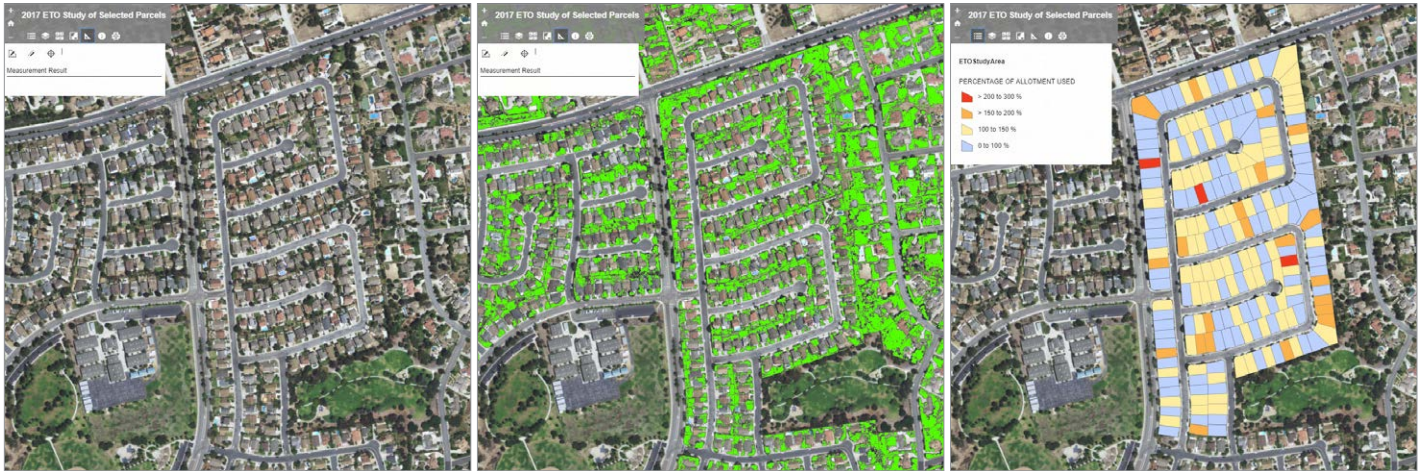 2017 ETO Study of Selected Parcels
Measurement Result
2017 ETO Study of Selected Parcels
Measurement Result
2017 ETO Study of Selected Parcels
ETOStudyArea
PERCENTAGE OF ALLOTMENT USED
> 200 to 300 %
> 150 to 200 %
100 to 150 %
0 to 100 %